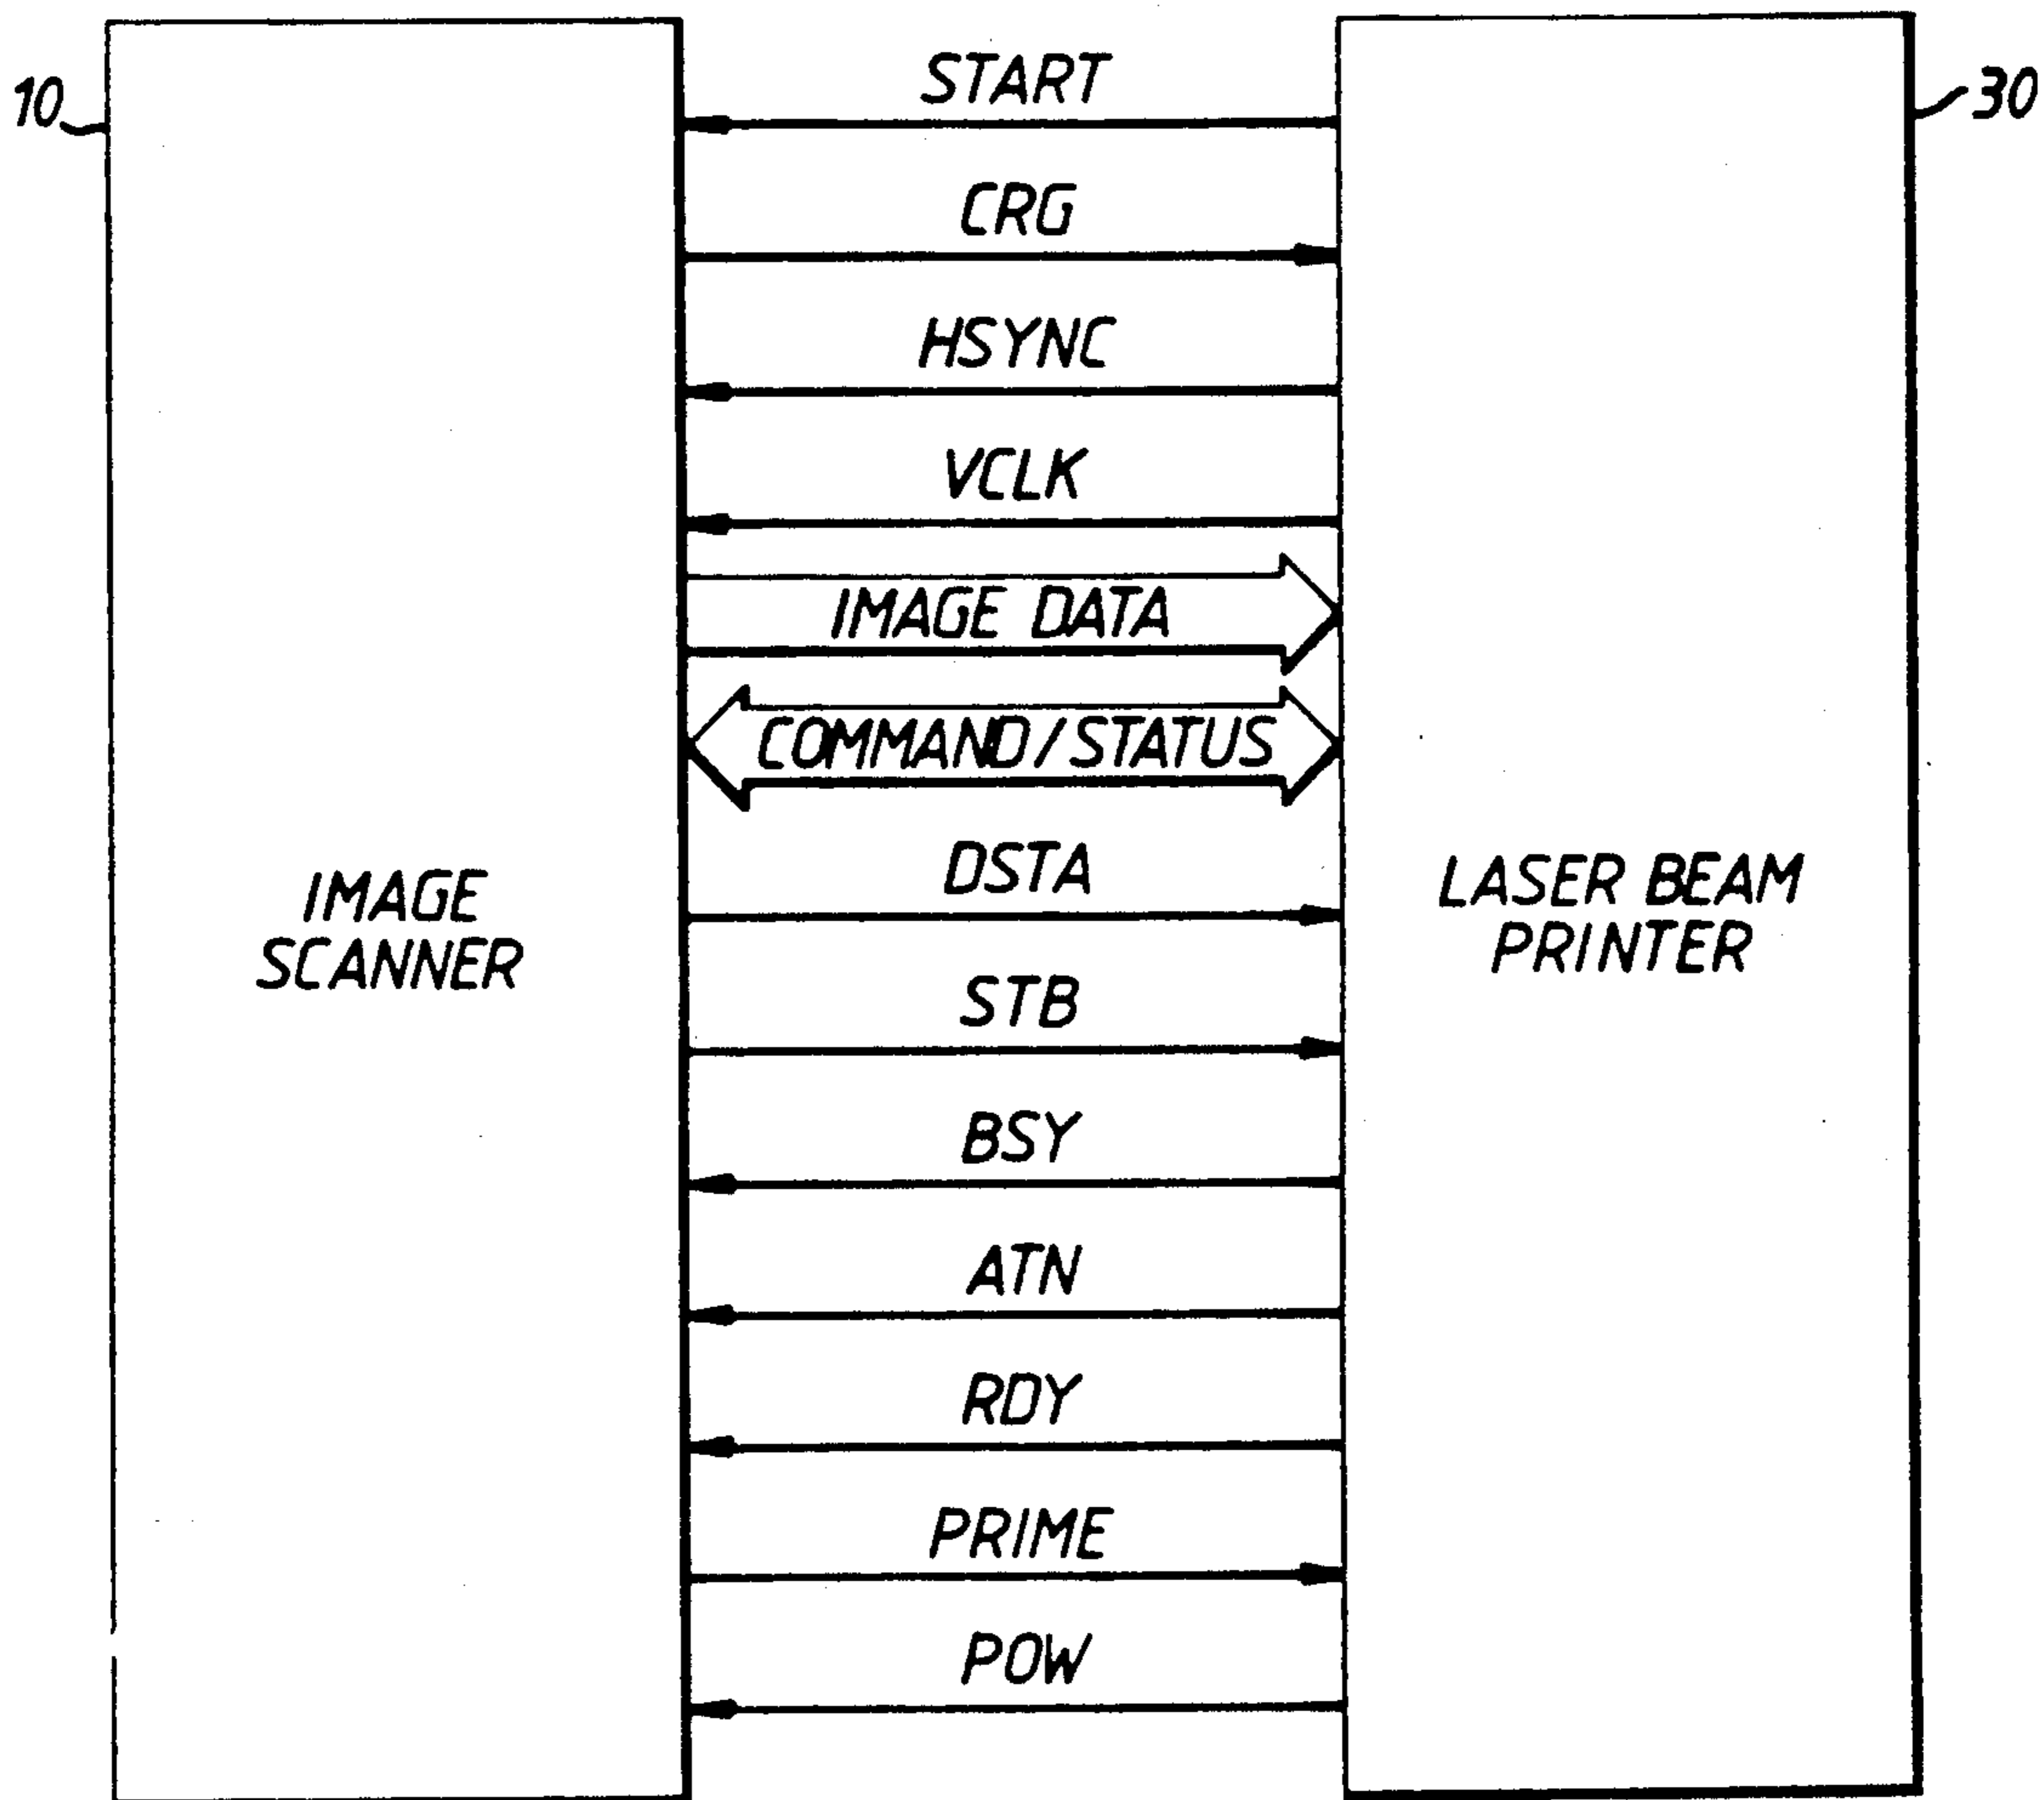 10
30
START
CRG
HSYNC
VCLK
IMAGE DATA
COMMAND/STATUS
DSTA
IMAGE
SCANNER
LASER BEAM
PRINTER
STB
BSY
ATN
RDY
PRIME
POW